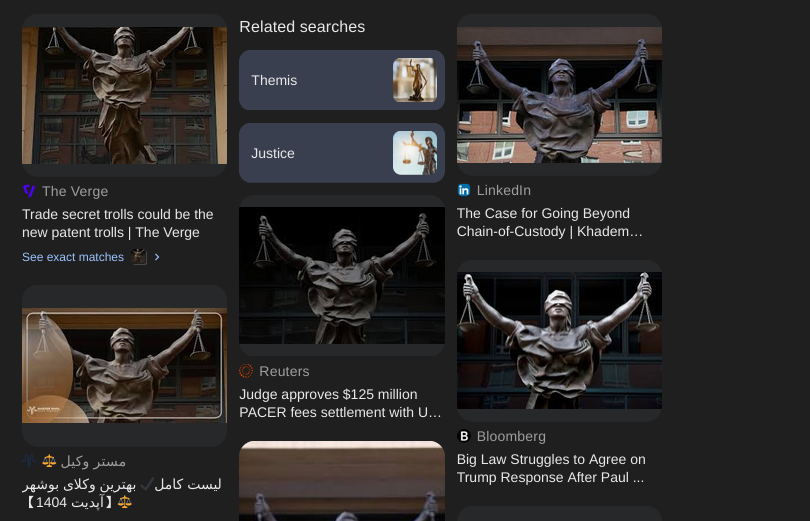 The Verge
Trade secret trolls could be the
new patent trolls | The Verge
See exact matches
مستر وکیل ⚖️
لیست کامل✔️ بهترین وکلای بوشهر
⚖️【آپدیت 1404】
Related searches
Themis
Justice
Reuters
Judge approves $125 million
PACER fees settlement with U...
LinkedIn
The Case for Going Beyond
Chain-of-Custody | Khadem...
Bloomberg
Big Law Struggles to Agree on
Trump Response After Paul ...